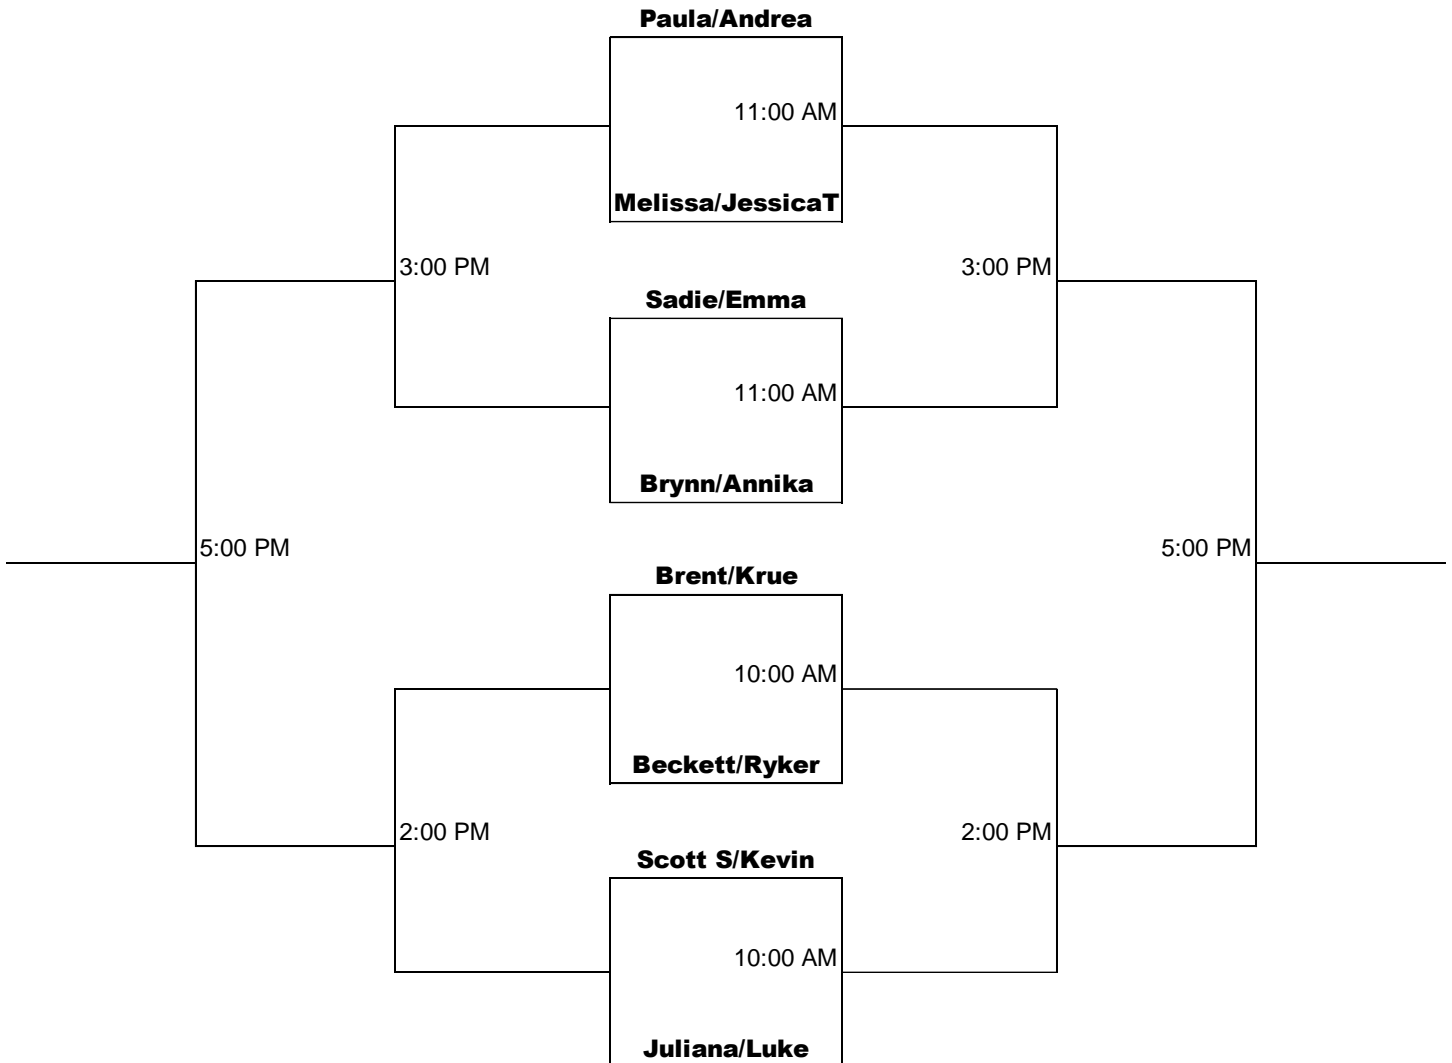 Paula/Andrea
11:00 AM
Melissa/JessicaT
3:00 PM
3:00 PM
Sadie/Emma
11:00 AM
Brynn/Annika
5:00 PM
5:00 PM
Brent/Krue
10:00 AM
Beckett/Ryker
2:00 PM
2:00 PM
Scott S/Kevin
10:00 AM
Juliana/Luke